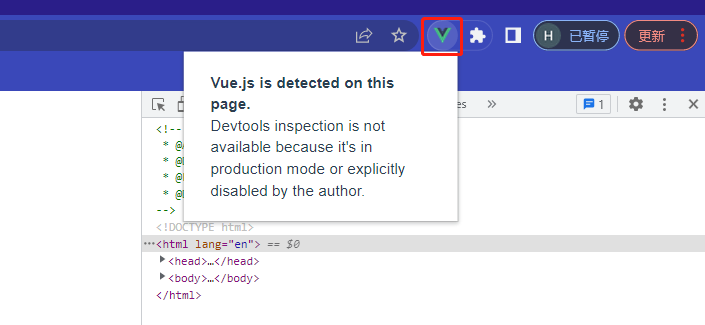 H 已暂停 更新
Vue.js is detected on this
page.
Devtools inspection is not
available because it's in
production mode or explicitly
disabled by the author.
1
<!--
* @
* @
* @
* @
-->
<!DOCTYPE html>
<html lang="en"> == $0
<head>…</head>
<body>…</body>
</html>